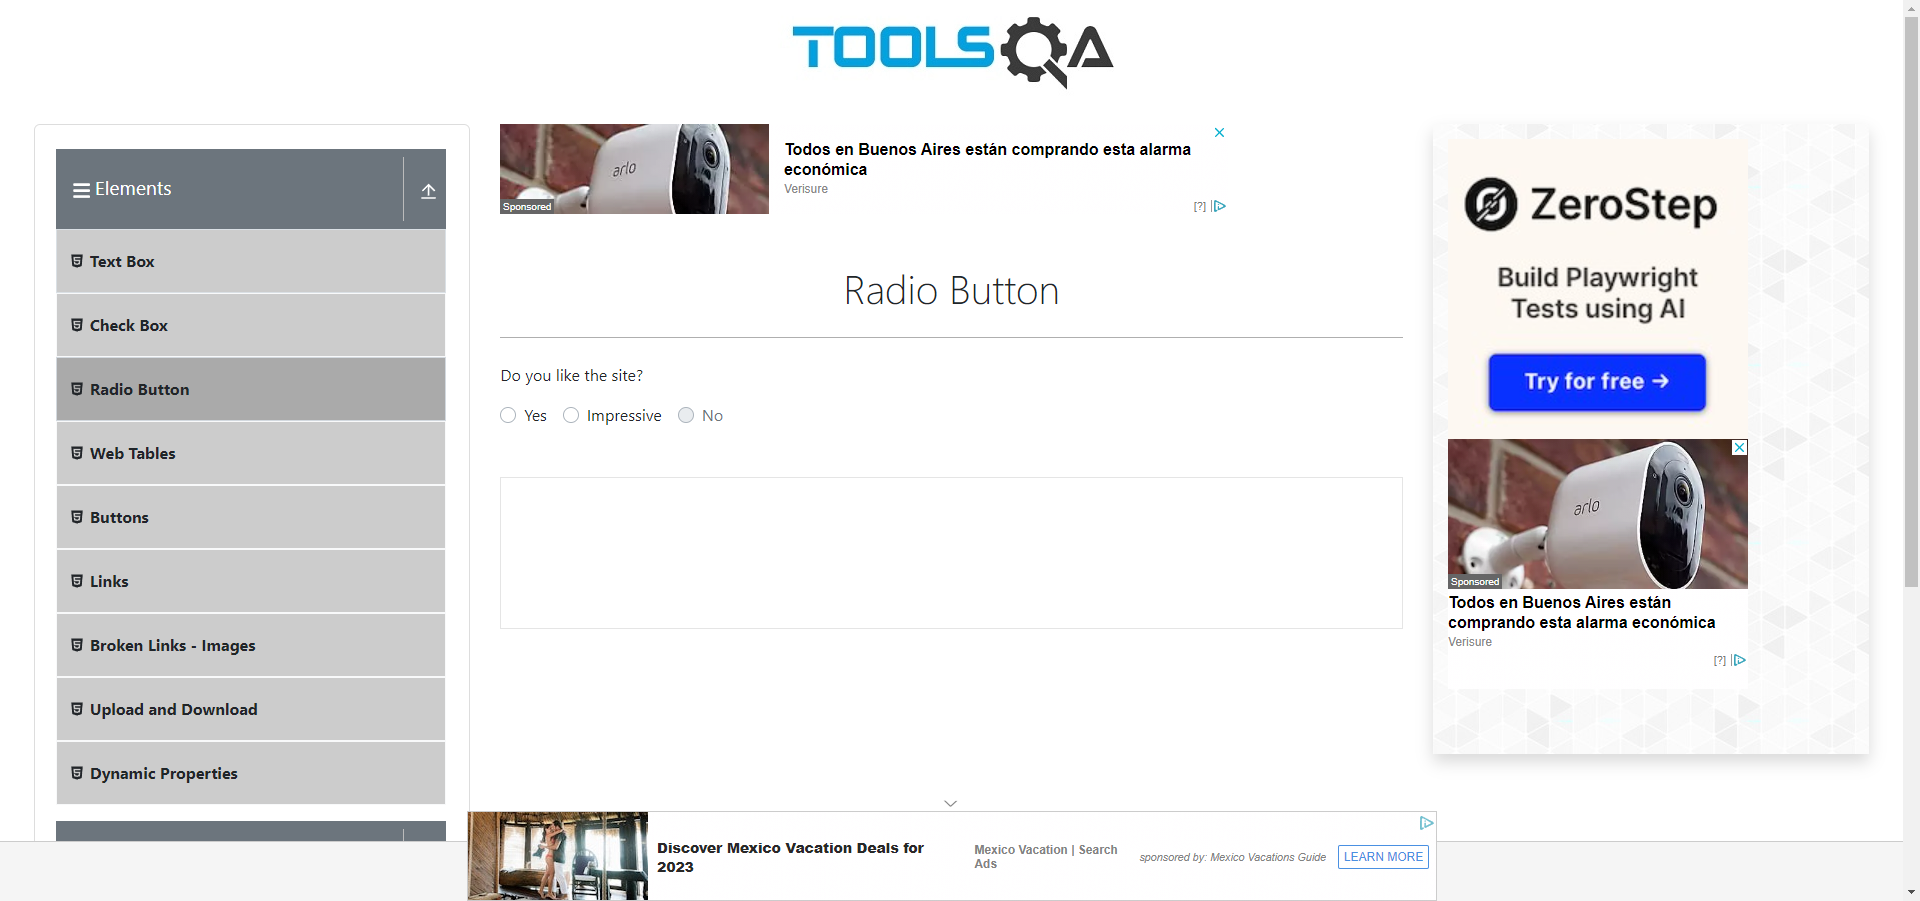 TOOLSQA
Elements
Text Box
Check Box
Radio Button
Web Tables
Buttons
Links
Broken Links - Images
Upload and Download
Dynamic Properties
arlo
Sponsored
Todos en Buenos Aires están comprando esta alarma
económica
Verisure
[?]
Radio Button
Do you like the site?
Yes Impressive No
ZeroStep
Build Playwright
Tests using AI
Try for free →
arlo
Sponsored
Todos en Buenos Aires están
comprando esta alarma económica
Verisure
[?]
Discover Mexico Vacation Deals for
2023
Mexico Vacation | Search
Ads
sponsored by: Mexico Vacations Guide
LEARN MORE